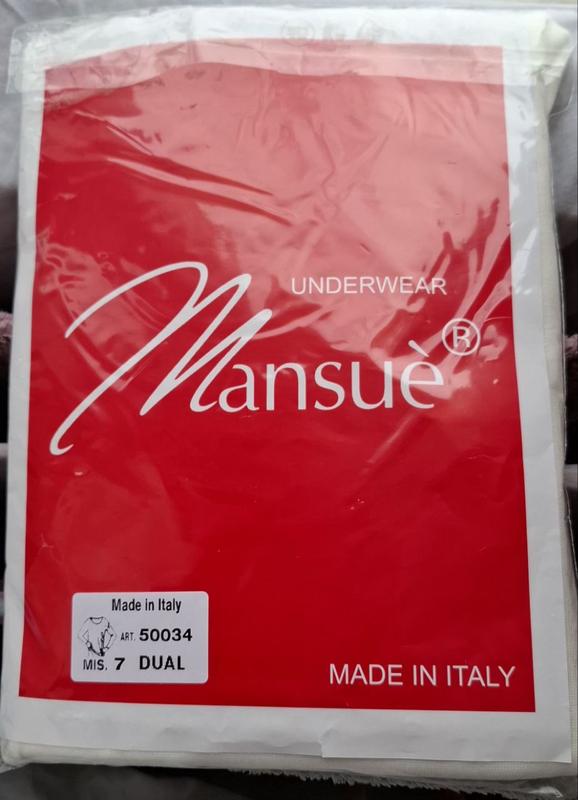 UNDERWEAR
Mansuè®
Made in Italy
ART. 50034
MIS. 7 DUAL
MADE IN ITALY